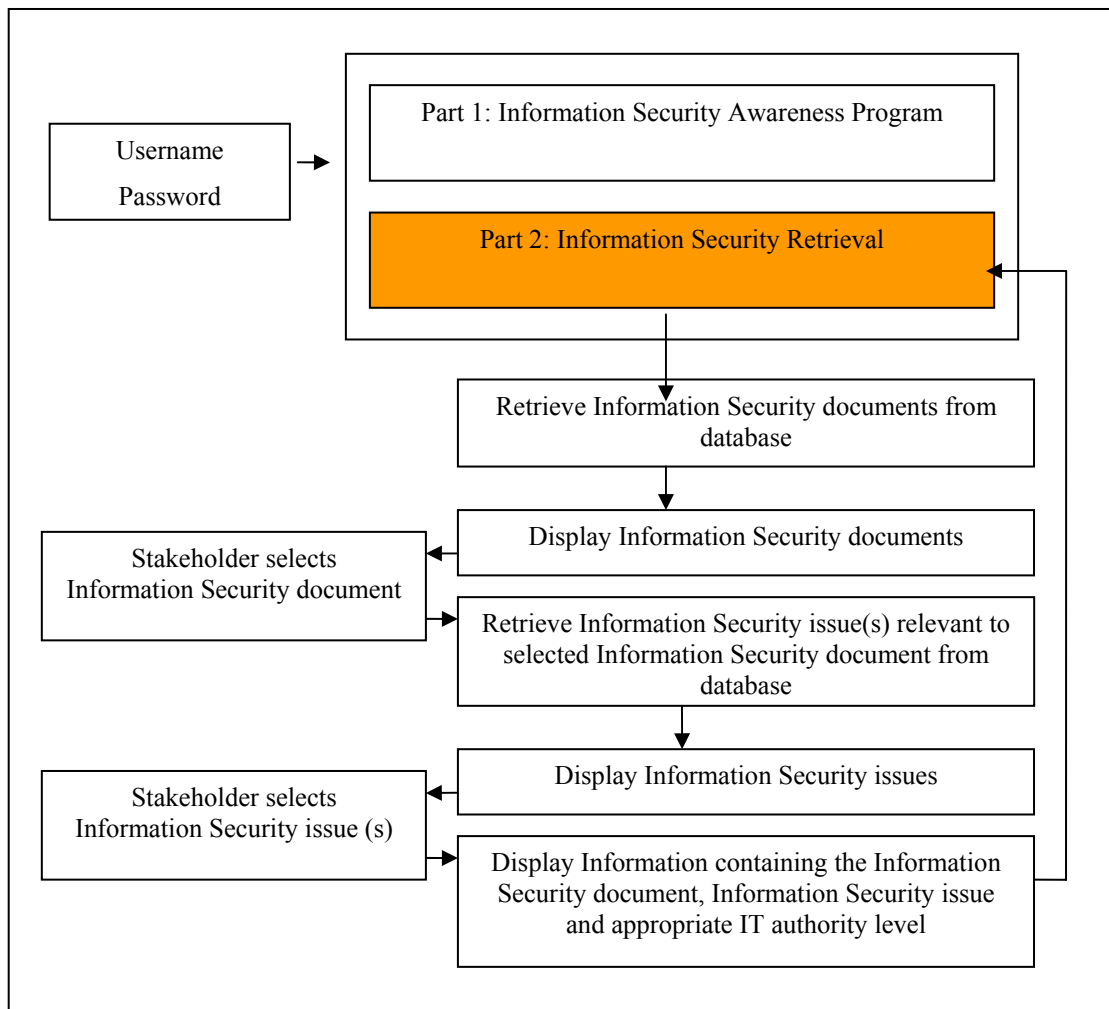 Part 1: Information Security Awareness Program
Username
Password
Part 2: Information Security Retrieval
Retrieve Information Security documents from
database
Display Information Security documents
Stakeholder selects
Information Security document
Retrieve Information Security issue(s) relevant to
selected Information Security document from
database
Display Information Security issues
Stakeholder selects
Information Security issue (s)
Display Information containing the Information
Security document, Information Security issue
and appropriate IT authority level